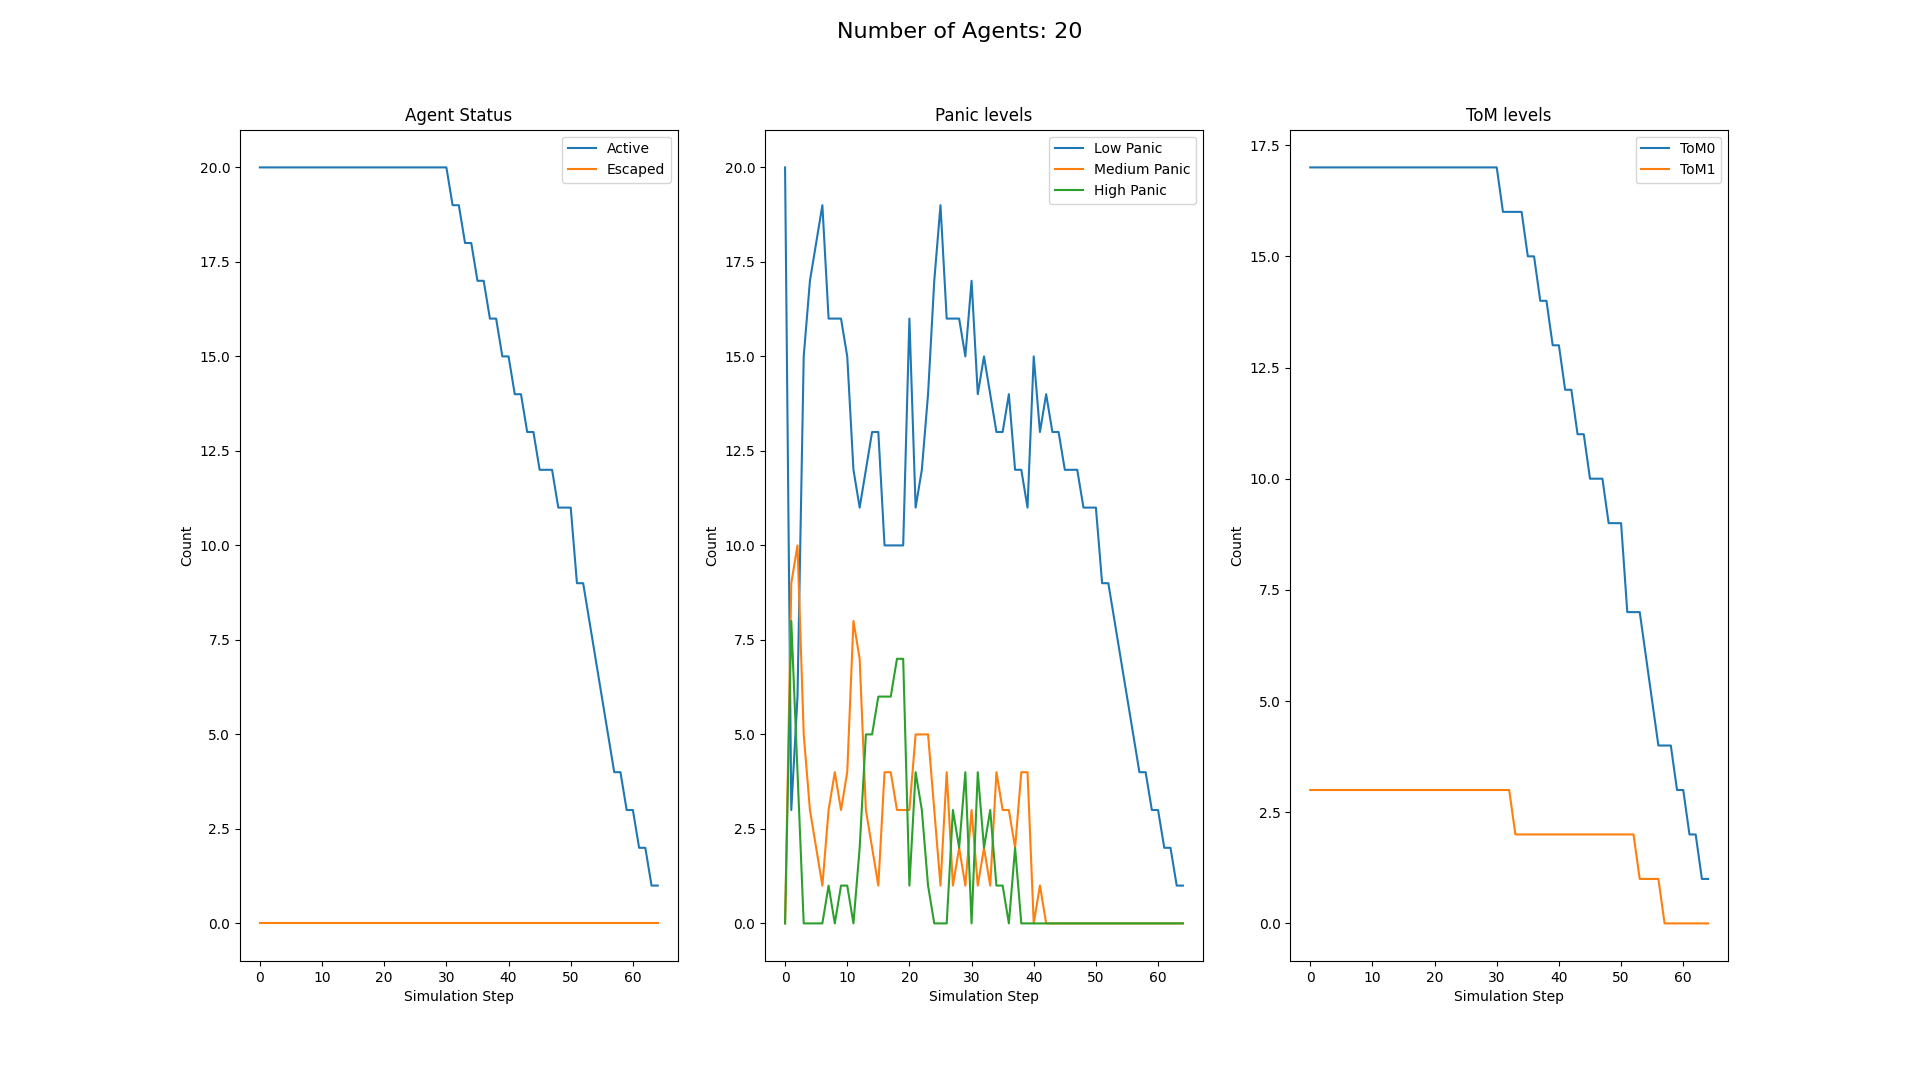 Number of Agents: 20
Agent Status
Active
Escaped
20.0
17.5
15.0
12.5
10.0
7.5
5.0
2.5
0.0
Count
0 10 20 30 40 50 60
Simulation Step
Panic levels
Low Panic
Medium Panic
High Panic
20.0
17.5
15.0
12.5
10.0
7.5
5.0
2.5
0.0
Count
0 10 20 30 40 50 60
Simulation Step
ToM levels
ToM0
ToM1
17.5
15.0
12.5
10.0
7.5
5.0
2.5
0.0
Count
0 10 20 30 40 50 60
Simulation Step